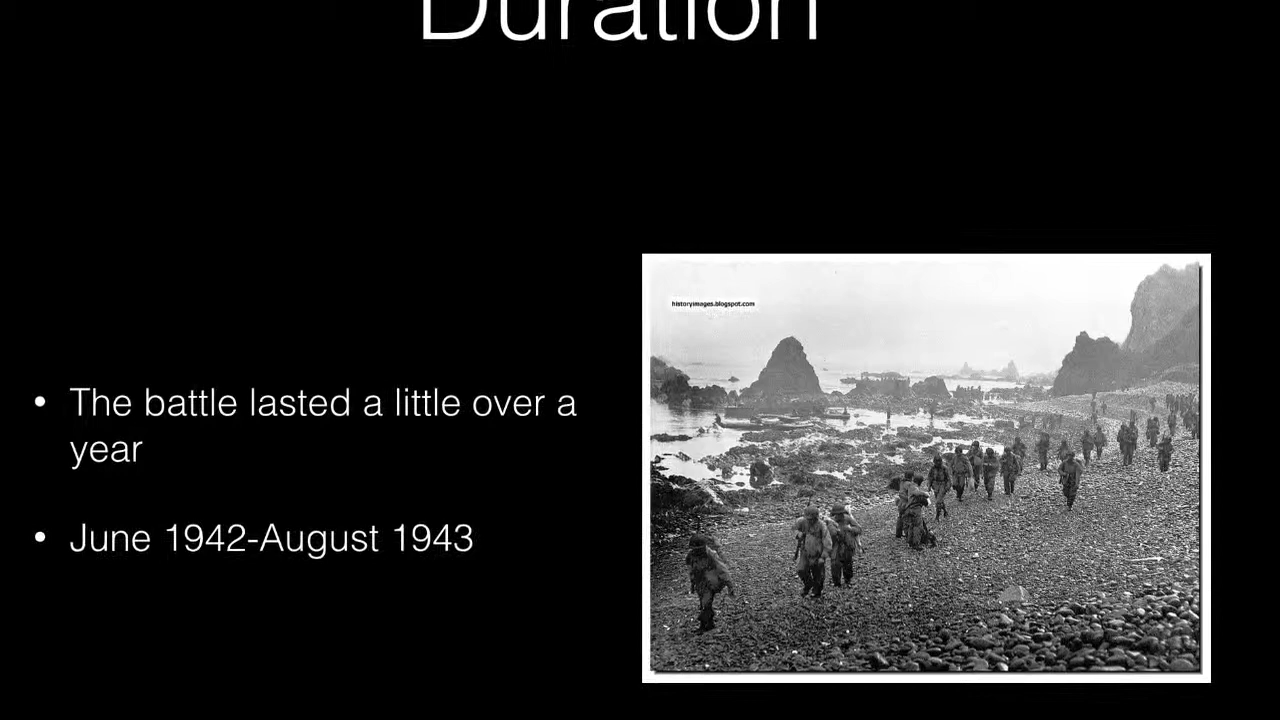 Duration
historyimages.blogspot.com
• The battle lasted a little over a
year
• June 1942-August 1943